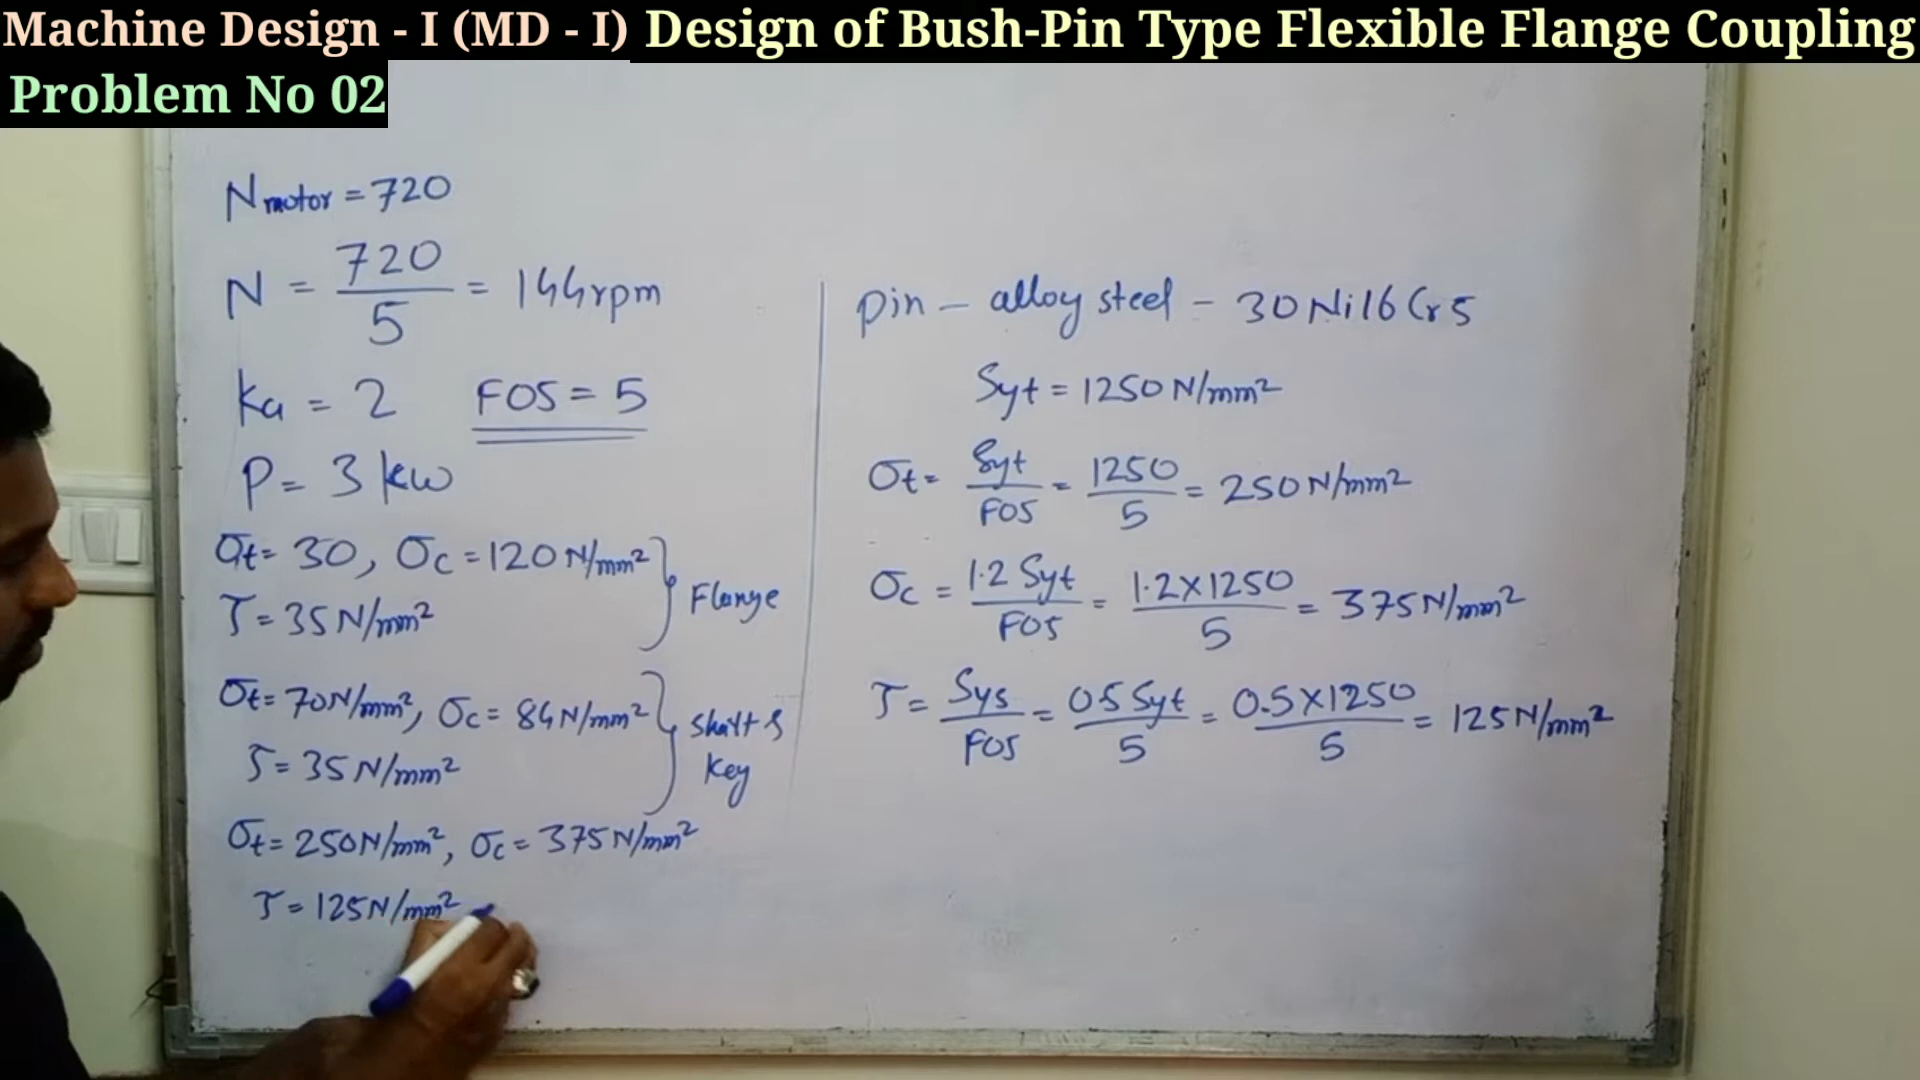 Machine Design - I (MD - I) Design of Bush-Pin Type Flexible Flange Coupling
Problem No 02
N motor = 720
N = 720/5 = 144 rpm
Ka = 2 FOS = 5
P = 3 kw
σt = 30, σc = 120 N/mm²
τ = 35 N/mm²
Flange
σt = 70 N/mm², σc = 84 N/mm²
τ = 35 N/mm²
Shaft & Key
σt = 250 N/mm², σc = 375 N/mm²
τ = 125 N/mm²
pin - alloy steel - 30Ni16Cr5
Syt = 1250 N/mm²
σt = Syt/FOS = 1250/5 = 250 N/mm²
σc = 1.2 Syt/FOS = 1.2×1250/5 = 375 N/mm²
τ = Sys/FOS = 0.5 Syt/5 = 0.5×1250/5 = 125 N/mm²